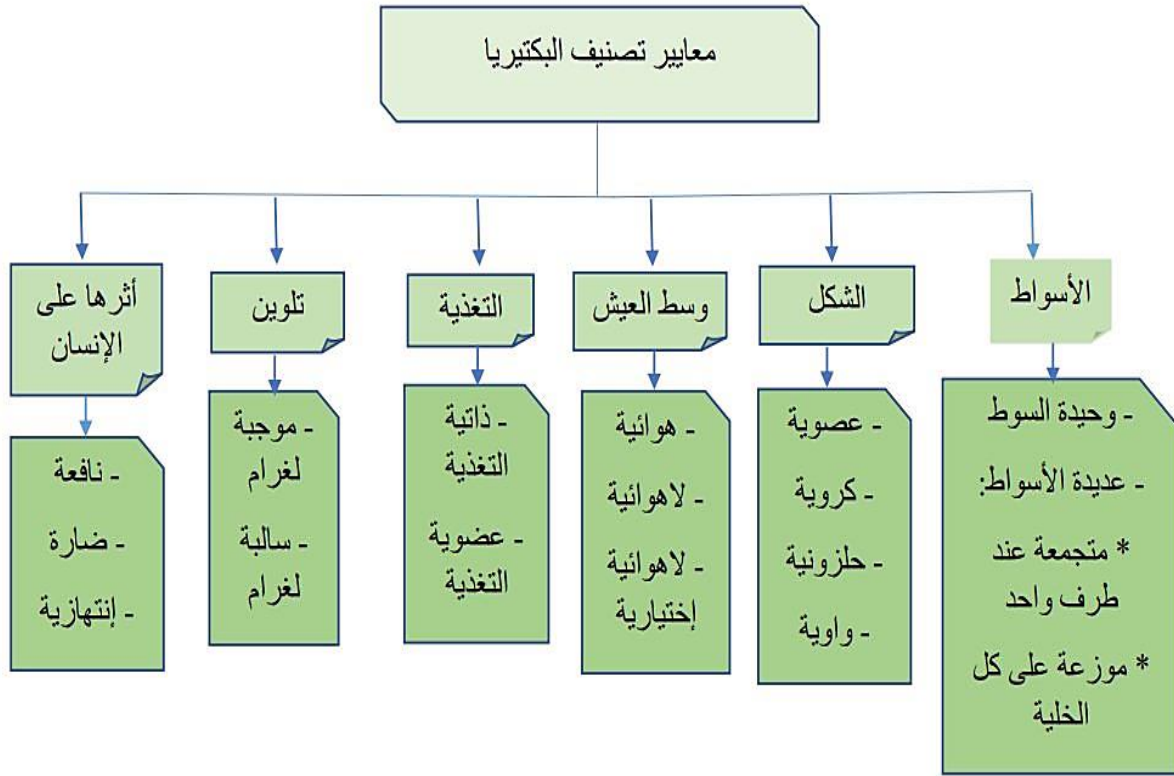 معايير تصنيف البكتيريا
الأسواط
- وحيدة السوط
- عديدة الأسواط:
* متجمعة عند
طرف واحد
* موزعة على كل
الخلية
الشكل
- عصوية
- كروية
- حلزونية
- واوية
وسط العيش
- هوائية
- لاهوائية
- لاهوائية
إختيارية
التغذية
- ذاتية
التغذية
- عضوية
التغذية
تلوين
- موجبة
لغرام
- سالبة
لغرام
أثرها على
الإنسان
- نافعة
- ضارة
- إنتهازية